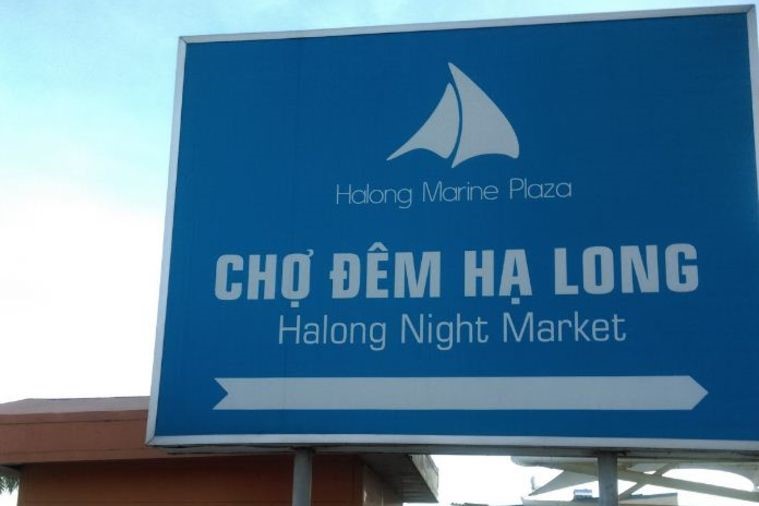 Halong Marine Plaza
CHỢ ĐÊM HẠ LONG
Halong Night Market